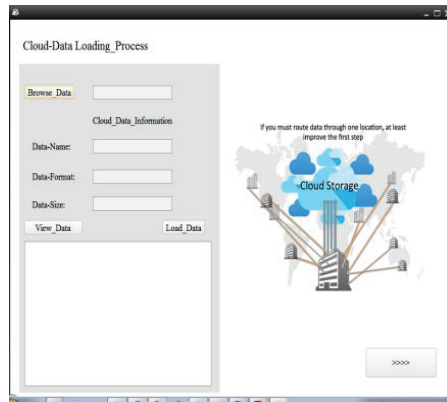 Cloud-Data Loading_Process
Browse_Data
Cloud_Data_Information
Data-Name:
Data-Format:
Data-Size:
View_Data Load_Data
If you must route data through one location, at least
improve the first step
Cloud Storage
>>>>